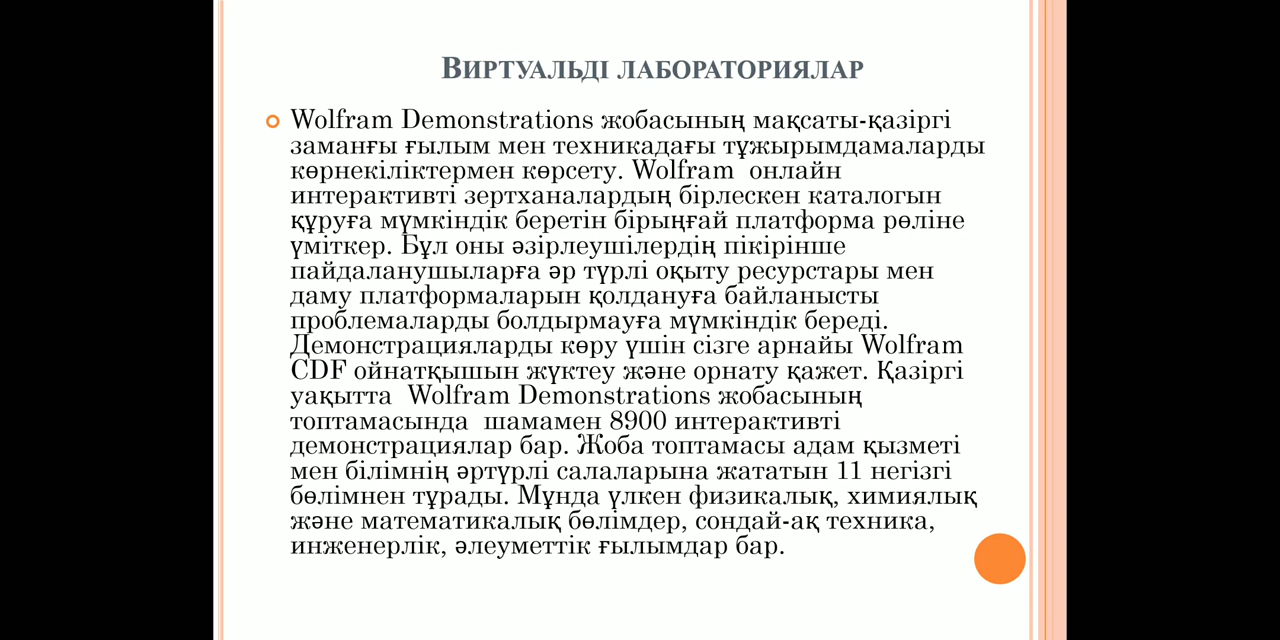 Виртуальді лабораториялар
Wolfram Demonstrations жобасының мақсаты-қазіргі
заманғы ғылым мен техникадағы тұжырымдамаларды
көрнекіліктермен көрсету. Wolfram онлайн
интерактивті зертханалардың бірлескен каталогын
құруға мүмкіндік беретін бірыңғай платформа рөліне
үміткер. Бұл оны әзірлеушілердің пікірінше
пайдаланушыларға әр түрлі оқыту ресурстары мен
даму платформаларын қолдануға байланысты
проблемаларды болдырмауға мүмкіндік береді.
Демонстрацияларды көру үшін сізге арнайы Wolfram
CDF ойнатқышын жүктеу және орнату қажет. Қазіргі
уақытта Wolfram Demonstrations жобасының
топтамасында шамамен 8900 интерактивті
демонстрациялар бар. Жоба топтамасы адам қызметі
мен білімнің әртүрлі салаларына жататын 11 негізгі
бөлімнен тұрады. Мұнда үлкен физикалық, химиялық
және математикалық бөлімдер, сондай-ақ техника,
инженерлік, әлеуметтік ғылымдар бар.